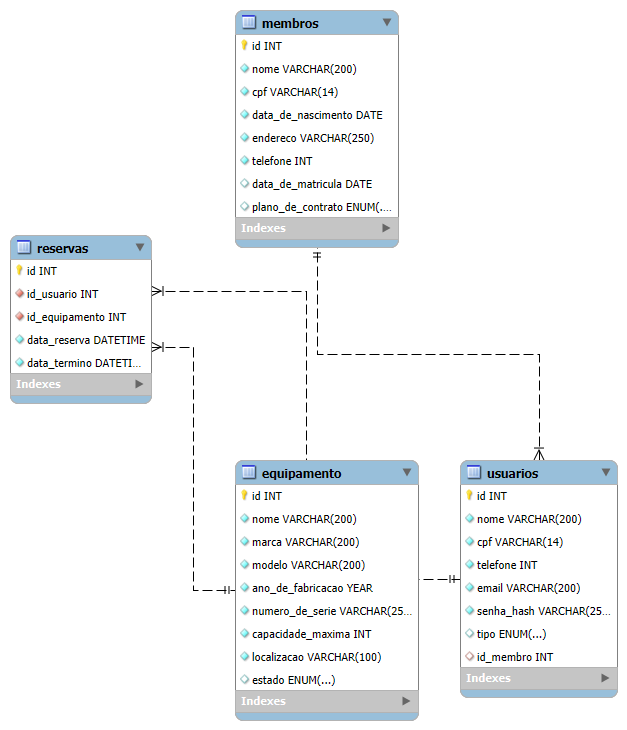 membros
id INT
nome VARCHAR(200)
cpf VARCHAR(14)
data_de_nascimento DATE
endereco VARCHAR(250)
telefone INT
data_de_matricula DATE
plano_de_contrato ENUM(....
Indexes
reservas
id INT
id_usuario INT
id_equipamento INT
data_reserva DATETIME
data_termino DATETI...
Indexes
equipamento
id INT
nome VARCHAR(200)
marca VARCHAR(200)
modelo VARCHAR(200)
ano_de_fabricacao YEAR
numero_de_serie VARCHAR(25...
capacidade_maxima INT
localizacao VARCHAR(100)
estado ENUM(...)
Indexes
usuarios
id INT
nome VARCHAR(200)
cpf VARCHAR(14)
telefone INT
email VARCHAR(200)
senha_hash VARCHAR(25...
tipo ENUM(...)
id_membro INT
Indexes